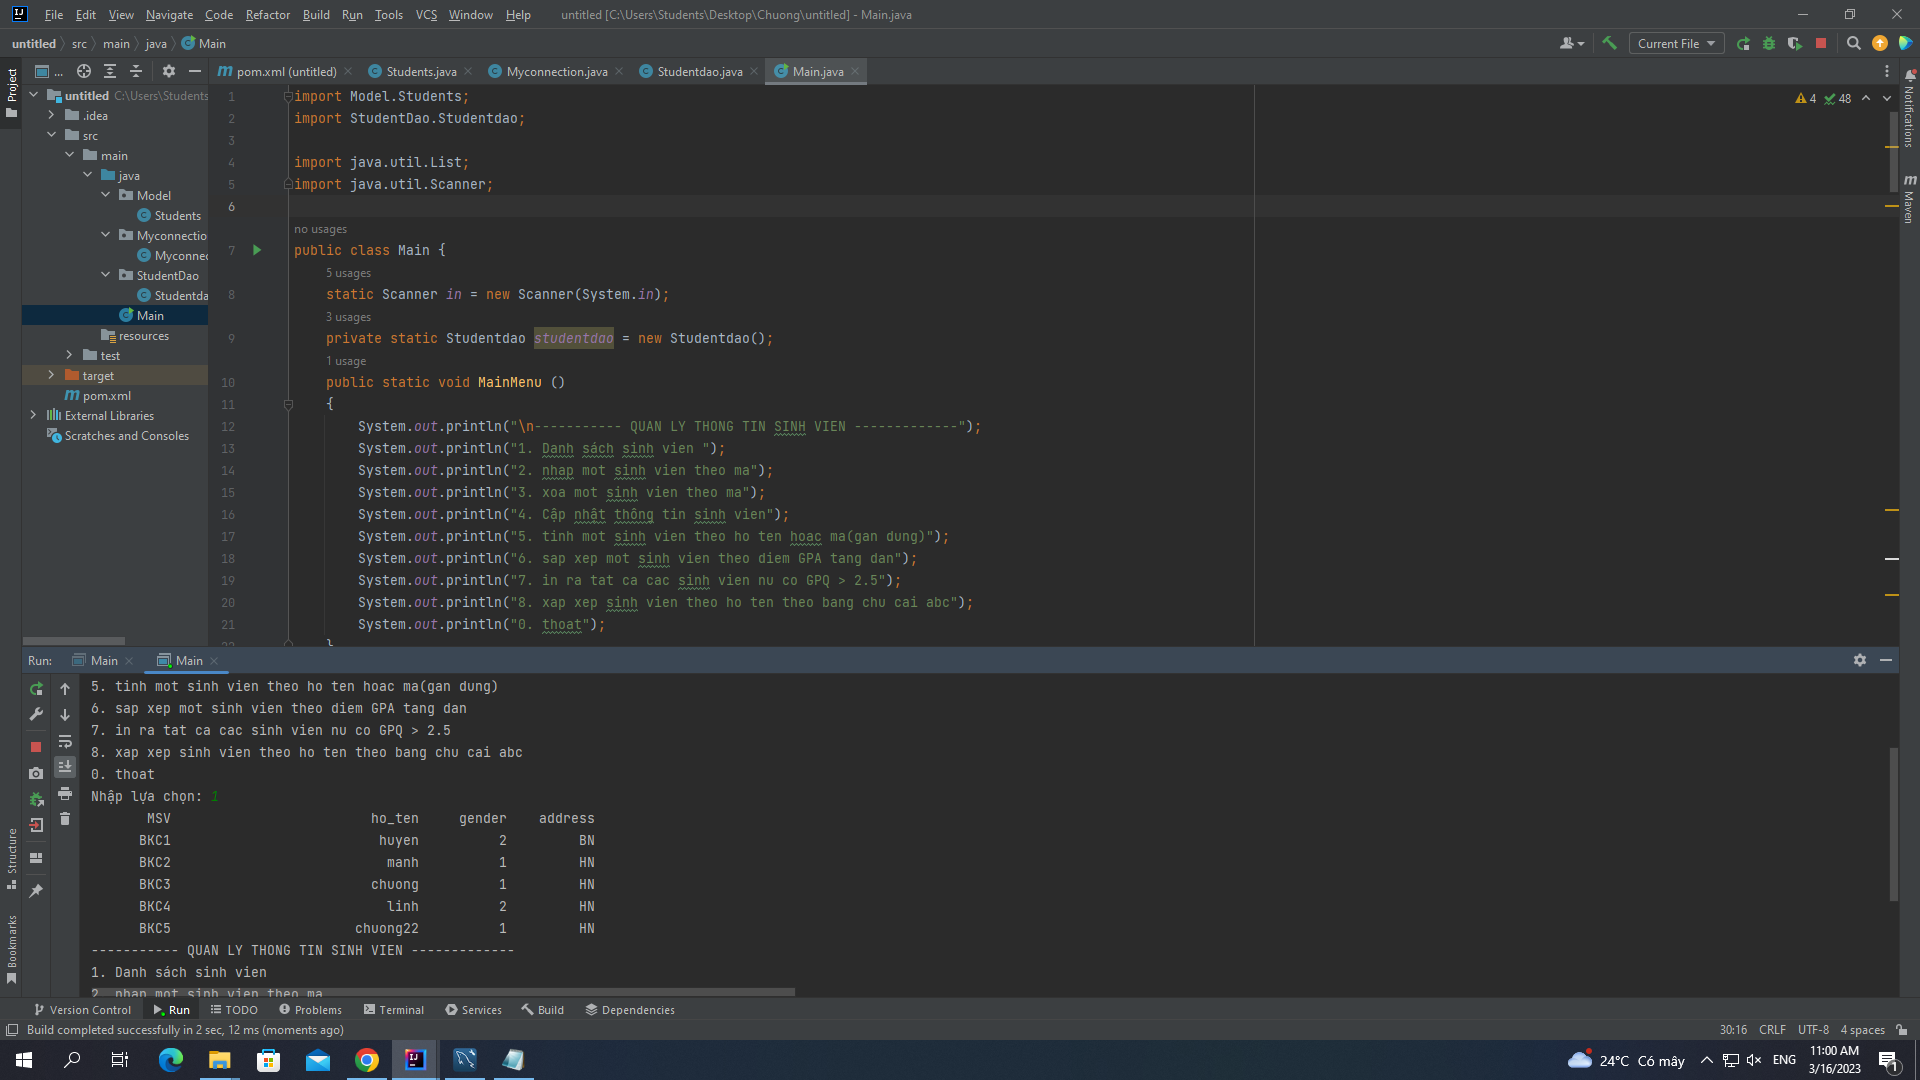 File Edit View Navigate Code Refactor Build Run Tools VCS Window Help untitled [C:\Users\Students\Desktop\Chuong\untitled] - Main.java
untitled src main java Main
Current File
Project
... 
pom.xml (untitled) Students.java Myconnection.java Studentdao.java Main.java
untitled C:\Users\Students
.idea
src
main
java
Model
Students
Myconnectio
Myconnec
StudentDao
Studentda
Main
resources
test
target
pom.xml
External Libraries
Scratches and Consoles
4 48
Notifications
Maven
1 import Model.Students;
2 import StudentDao.Studentdao;
3
4 import java.util.List;
5 import java.util.Scanner;
6
no usages
7 public class Main {
5 usages
8 static Scanner in = new Scanner(System.in);
3 usages
9 private static Studentdao studentdao = new Studentdao();
1 usage
10 public static void MainMenu ()
11 {
12 System.out.println("\n----------- QUAN LY THONG TIN SINH VIEN -------------");
13 System.out.println("1. Danh sách sinh vien ");
14 System.out.println("2. nhap mot sinh vien theo ma");
15 System.out.println("3. xoa mot sinh vien theo ma");
16 System.out.println("4. Cập nhật thông tin sinh vien");
17 System.out.println("5. tinh mot sinh vien theo ho ten hoac ma(gan dung)");
18 System.out.println("6. sap xep mot sinh vien theo diem GPA tang dan");
19 System.out.println("7. in ra tat ca cac sinh vien nu co GPQ > 2.5");
20 System.out.println("8. xap xep sinh vien theo ho ten theo bang chu cai abc");
21 System.out.println("0. thoat");
22 }
Run: Main Main
5. tinh mot sinh vien theo ho ten hoac ma(gan dung)
6. sap xep mot sinh vien theo diem GPA tang dan
7. in ra tat ca cac sinh vien nu co GPQ > 2.5
8. xap xep sinh vien theo ho ten theo bang chu cai abc
0. thoat
Nhập lựa chọn: 1
MSV ho_ten gender address
BKC1 huyen 2 BN
BKC2 manh 1 HN
BKC3 chuong 1 HN
BKC4 linh 2 HN
BKC5 chuong22 1 HN
----------- QUAN LY THONG TIN SINH VIEN -------------
1. Danh sách sinh vien
2. nhap mot sinh vien theo ma
Structure
Bookmarks
Version Control Run TODO Problems Terminal Services Build Dependencies
Build completed successfully in 2 sec, 12 ms (moments ago) 30:16 CRLF UTF-8 4 spaces
24°C Có mây ENG 11:00 AM
3/16/2023 1